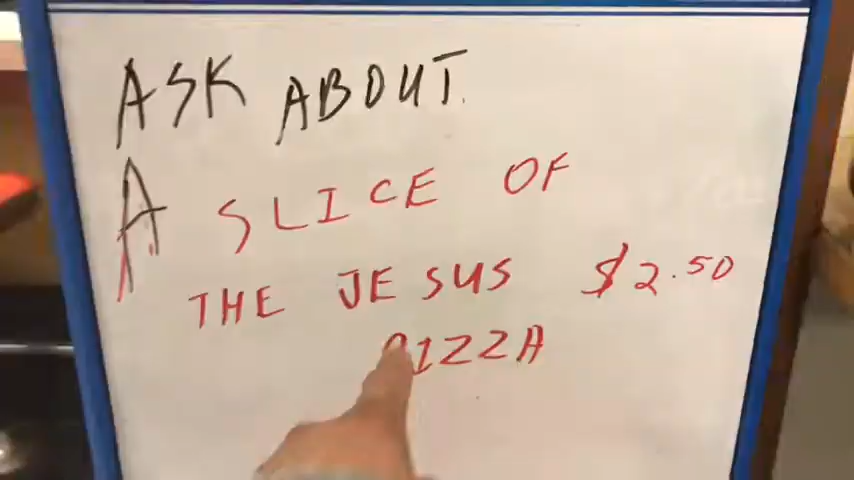 ASK ABOUT.
A SLICE OF
THE JESUS $2.50
PIZZA